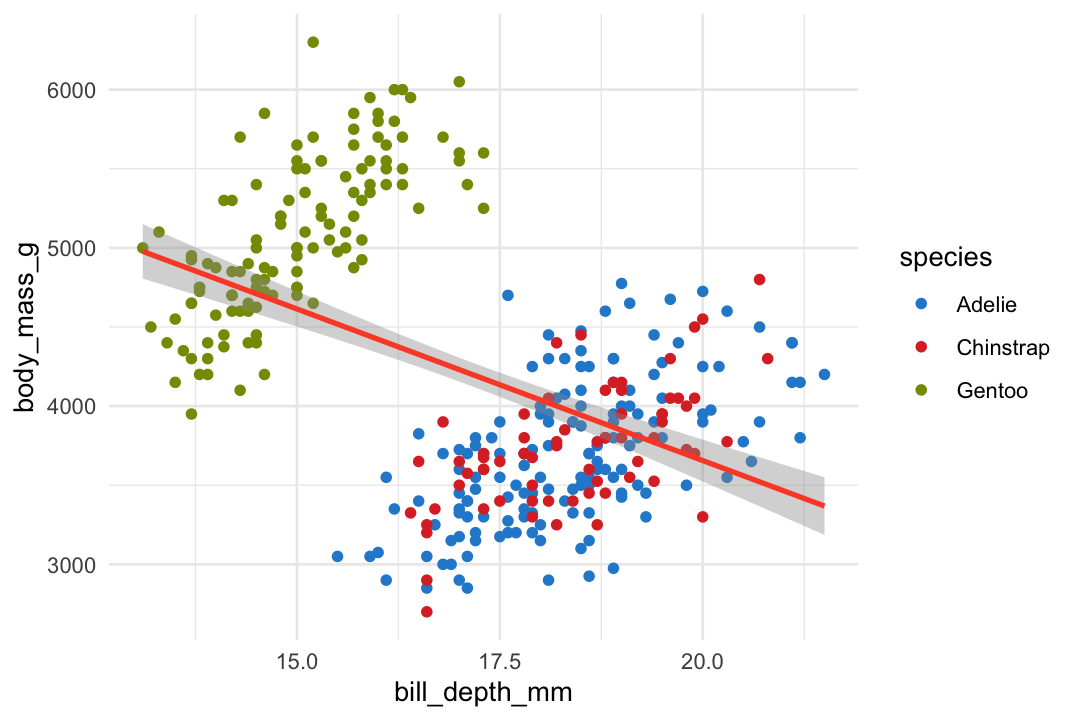 6000
5000
4000
3000
body_mass_g
15.0 17.5 20.0
bill_depth_mm
species
Adelie
Chinstrap
Gentoo